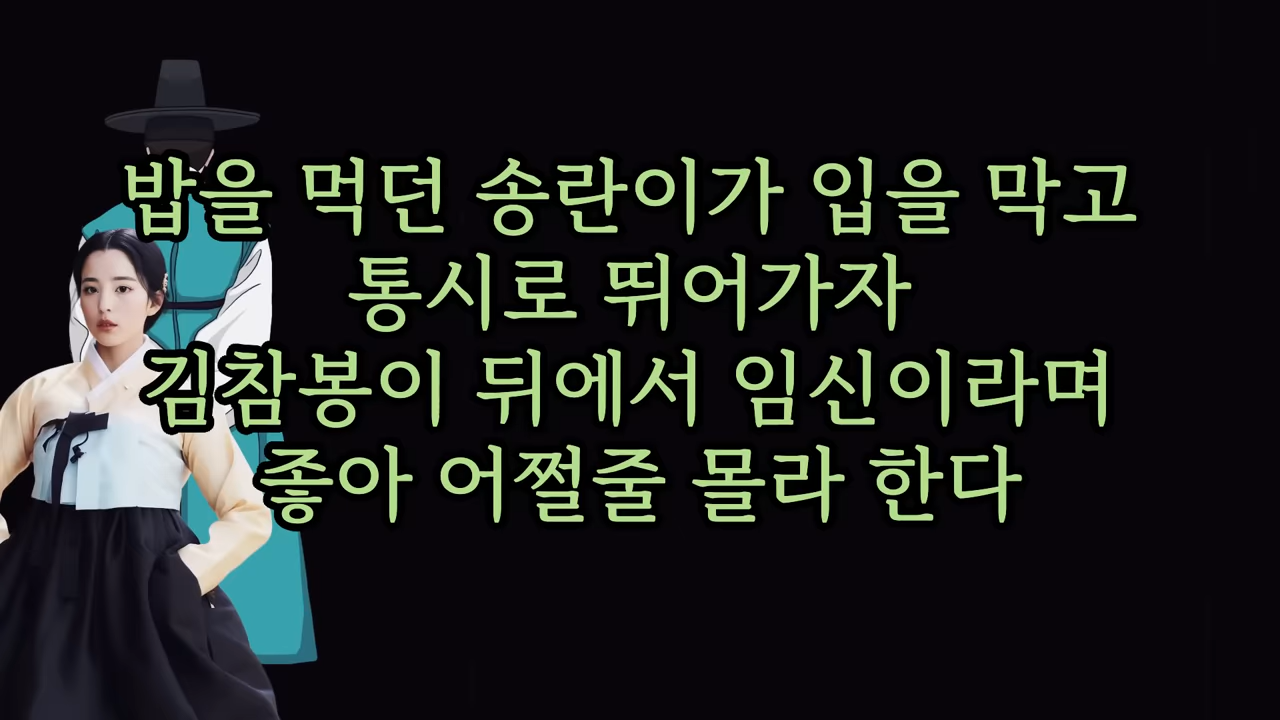 밥을 먹던 송란이가 입을 막고
통시로 뛰어가자
김참봉이 뒤에서 임신이라며
좋아 어쩔줄 몰라 한다